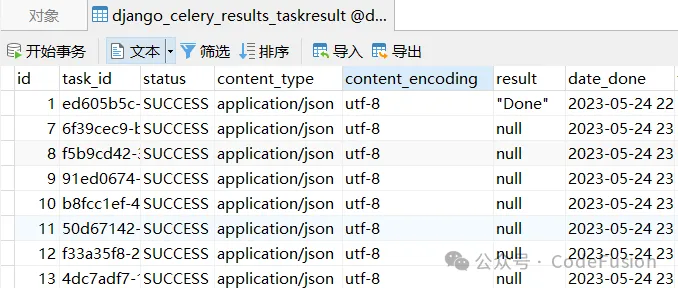 对象 django_celery_results_taskresult @d...
开始事务 文本 筛选 排序 导入 导出
id task_id status content_type content_encoding result date_done
1 ed605b5c- SUCCESS application/json utf-8 "Done" 2023-05-24 22
7 6f39cec9-b SUCCESS application/json utf-8 null 2023-05-24 23
8 f5b9cd42-3 SUCCESS application/json utf-8 null 2023-05-24 23
9 91ed0674- SUCCESS application/json utf-8 null 2023-05-24 23
10 b8fcc1ef-4 SUCCESS application/json utf-8 null 2023-05-24 23
11 50d67142- SUCCESS application/json utf-8 null 2023-05-24 23
12 f33a35f8-2 SUCCESS application/json utf-8 null 2023-05-24 23
13 4dc7adf7- SUCCESS application/json utf-8 null 2023-05-24 23
公众号 · CodeFusion